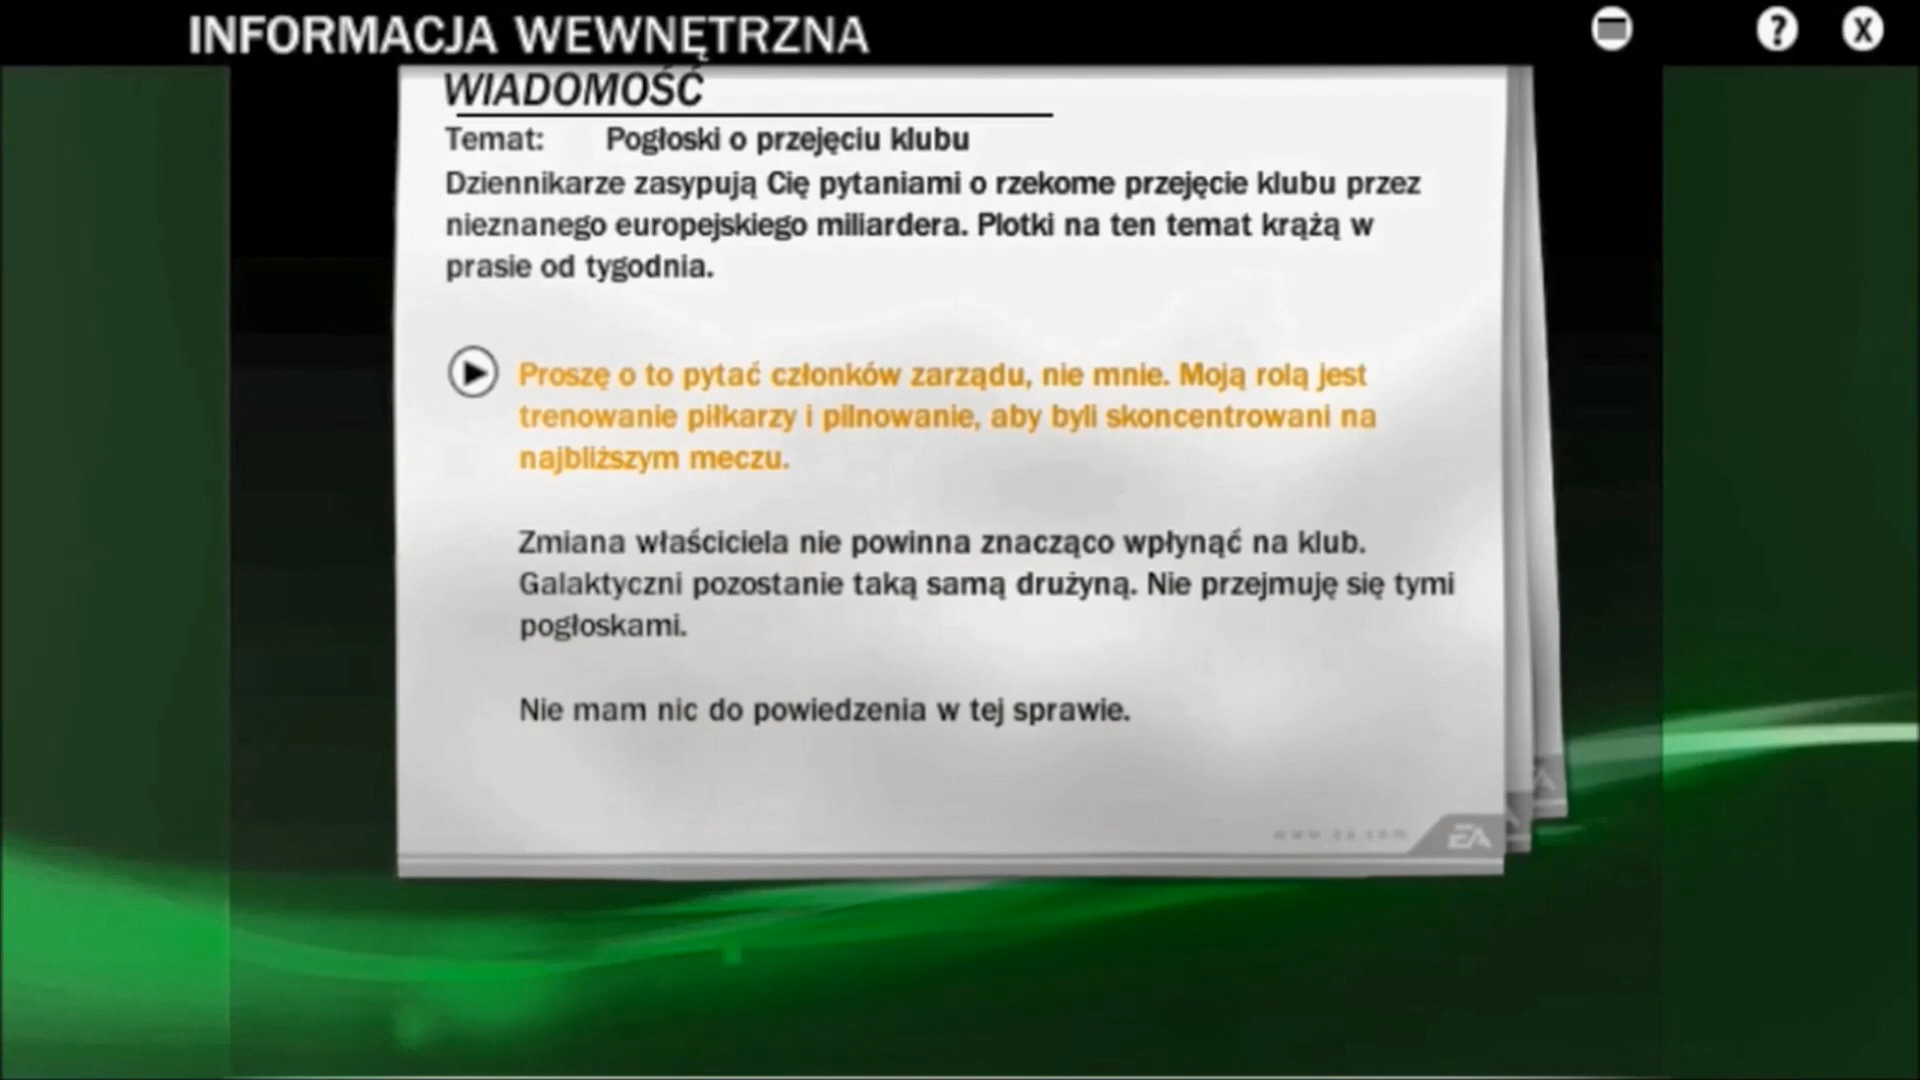 INFORMACJA WEWNĘTRZNA
? X
WIADOMOŚĆ
Temat: Pogłoski o przejęciu klubu
Dziennikarze zasypują Cię pytaniami o rzekome przejęcie klubu przez
nieznanego europejskiego miliardera. Plotki na ten temat krążą w
prasie od tygodnia.
Proszę o to pytać członków zarządu, nie mnie. Moją rolą jest
trenowanie piłkarzy i pilnowanie, aby byli skoncentrowani na
najbliższym meczu.
Zmiana właściciela nie powinna znacząco wpłynąć na klub.
Galaktyczni pozostanie taką samą drużyną. Nie przejmuję się tymi
pogłoskami.
Nie mam nic do powiedzenia w tej sprawie.
www.ea.com EA